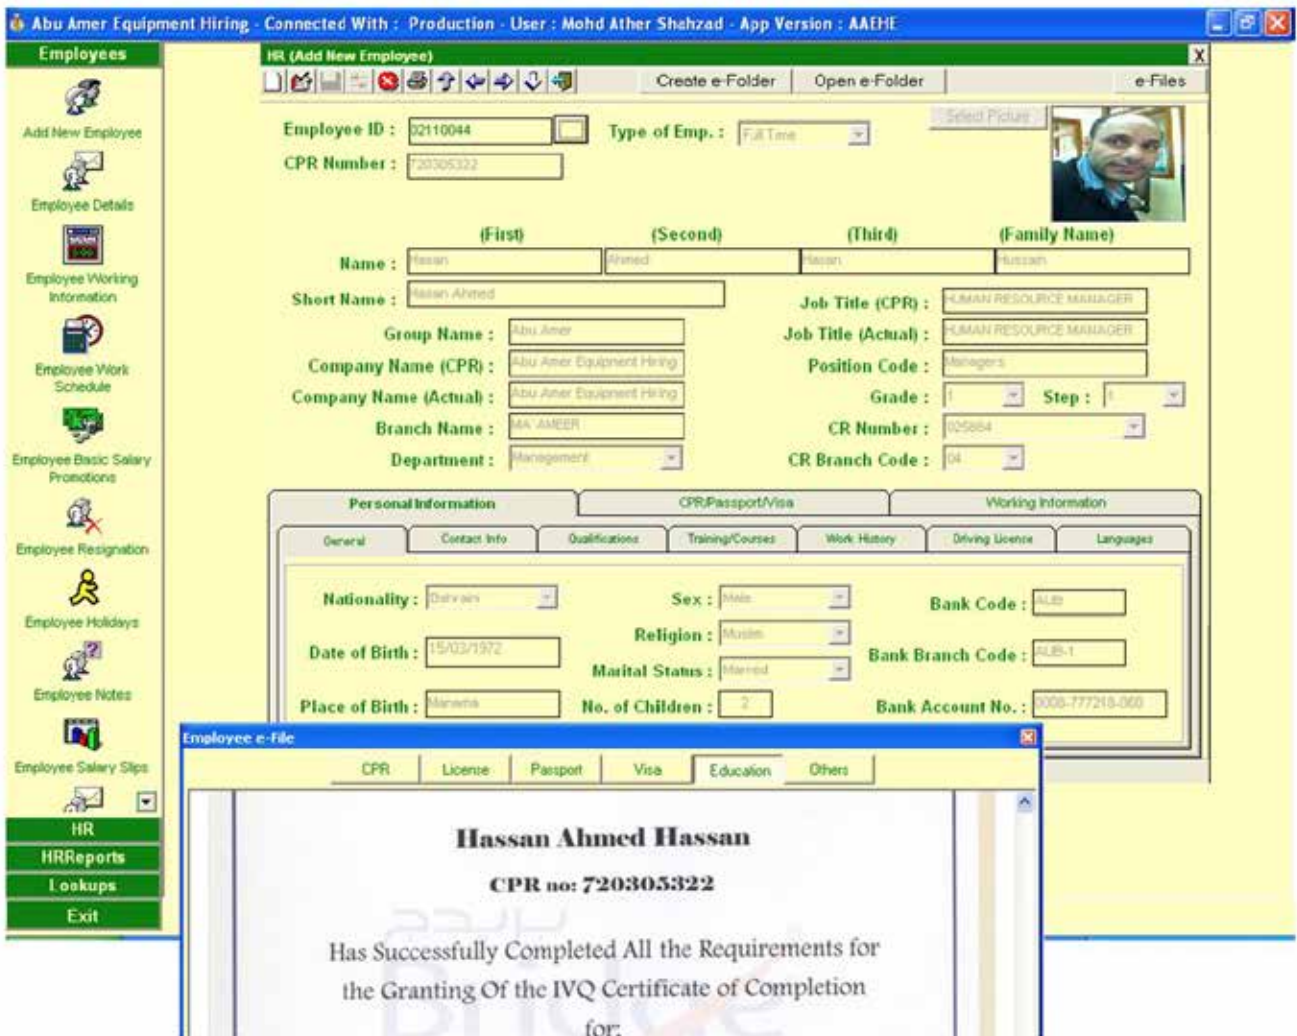 Abu Amer Equipment Hiring - Connected With : Production - User : Mohd Ather Shahzad - App Version : AAEHE
Employees
Add New Employee
Employee Details
Employee Working
Information
Employee Work
Schedule
Employee Basic Salary
Promotions
Employee Resignation
Employee Holidays
Employee Notes
Employee Salary Slips
HR
HRReports
Lookups
Exit
HR (Add New Employee) X
Create e-Folder Open e-Folder e-Files
Employee ID : 02110044 Type of Emp. : Full Time Select Picture
CPR Number : 720305322
(First) (Second) (Third) (Family Name)
Name : Hasan Ahmed Hasan Hussain
Short Name : Hasan Ahmed Job Title (CPR) : HUMAN RESOURCE MANAGER
Group Name : Abu Amer Job Title (Actual) : HUMAN RESOURCE MANAGER
Company Name (CPR) : Abu Amer Equipment Hiring Position Code : Managers
Company Name (Actual) : Abu Amer Equipment Hiring Grade : 1 Step : 1
Branch Name : MA`AMEER CR Number : 025864
Department : Management CR Branch Code : 04
Personal Information CPR/Passport/Visa Working Information
General Contact Info Qualifications Training/Courses Work History Driving License Languages
Nationality : Bahrain Sex : Male Bank Code : AUB
Religion : Muslim
Date of Birth : 15/03/1972 Bank Branch Code : AUB-1
Marital Status : Married
Place of Birth : Manama No. of Children : 2 Bank Account No. :
Employee e-File
CPR License Passport Visa Education Others
Hassan Ahmed Hassan
CPR no: 720305322
Has Successfully Completed All the Requirements for
the Granting Of the IVQ Certificate of Completion
for:
Bridge